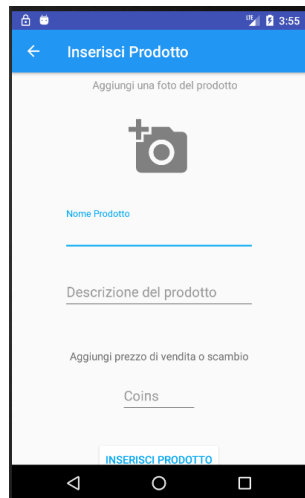 LTE 3:55
Inserisci Prodotto
Aggiungi una foto del prodotto
Nome Prodotto
Descrizione del prodotto
Aggiungi prezzo di vendita o scambio
Coins
INSERISCI PRODOTTO